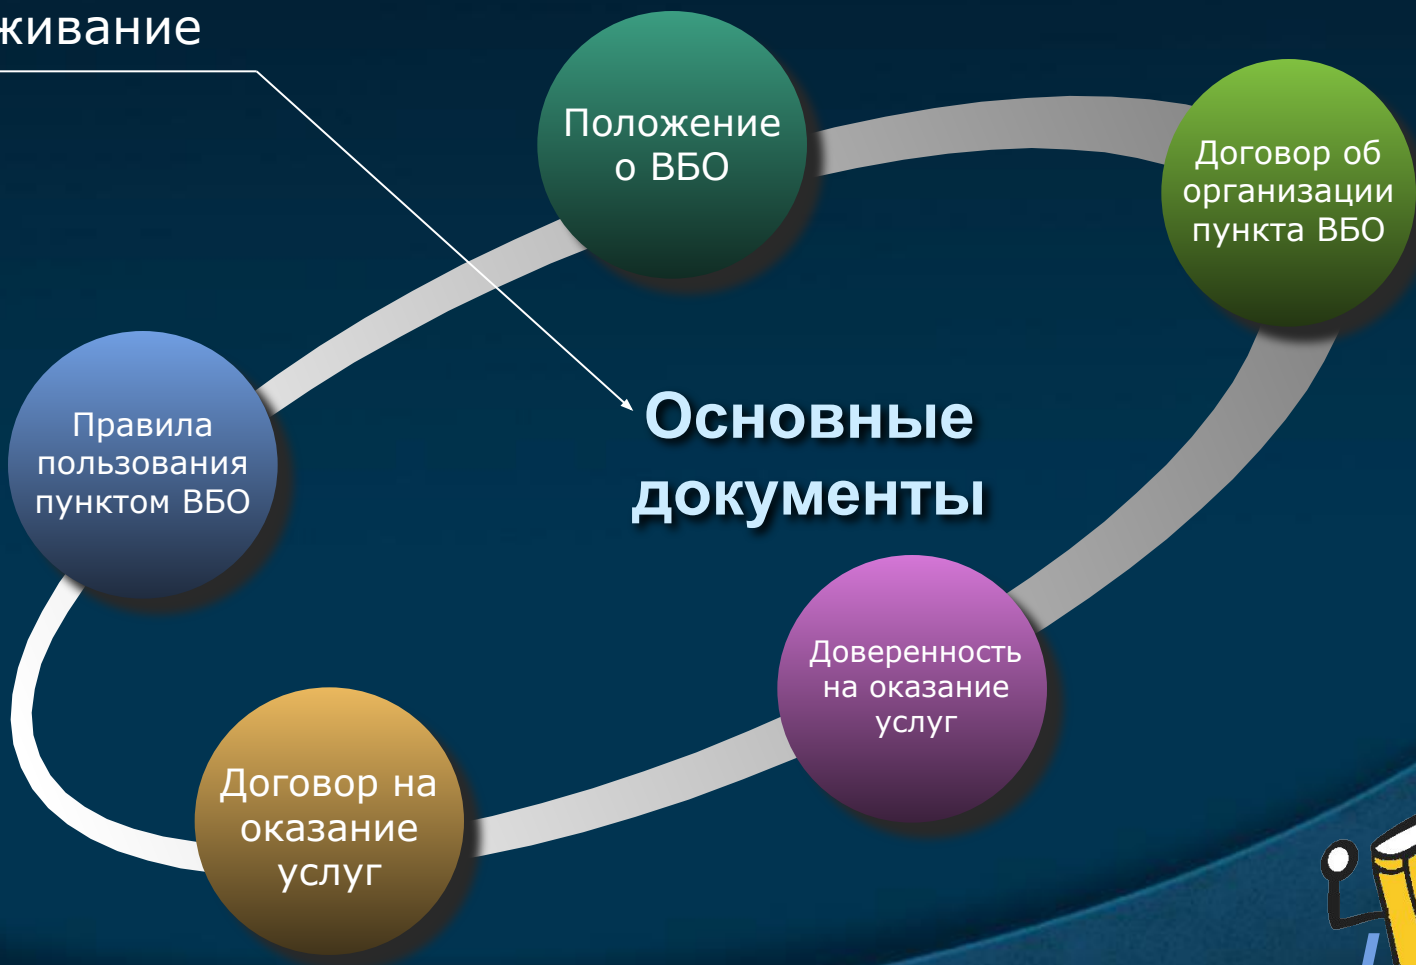 живание
Положение
о ВБО
Договор об
организации
пункта ВБО
Правила
пользования
пунктом ВБО
Основные
документы
Доверенность
на оказание
услуг
Договор на
оказание
услуг